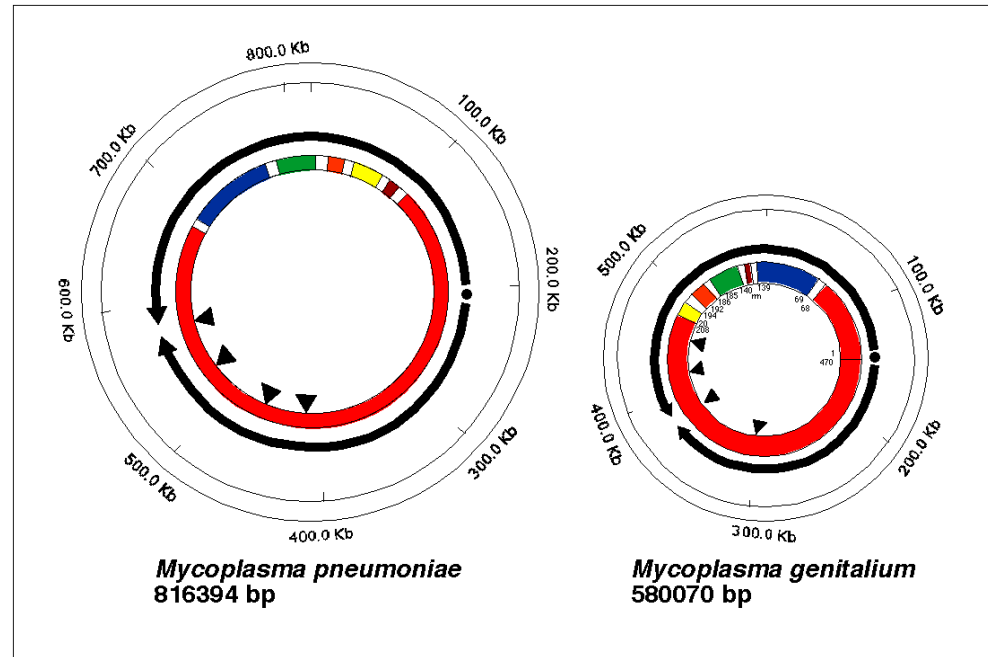 800.0 Kb
100.0 Kb
200.0 Kb
300.0 Kb
400.0 Kb
500.0 Kb
600.0 Kb
700.0 Kb
Mycoplasma pneumoniae
816394 bp
100.0 Kb
200.0 Kb
300.0 Kb
400.0 Kb
500.0 Kb
139
69
68
1
470
208
20
194
192
186
185
140
rrn
Mycoplasma genitalium
580070 bp